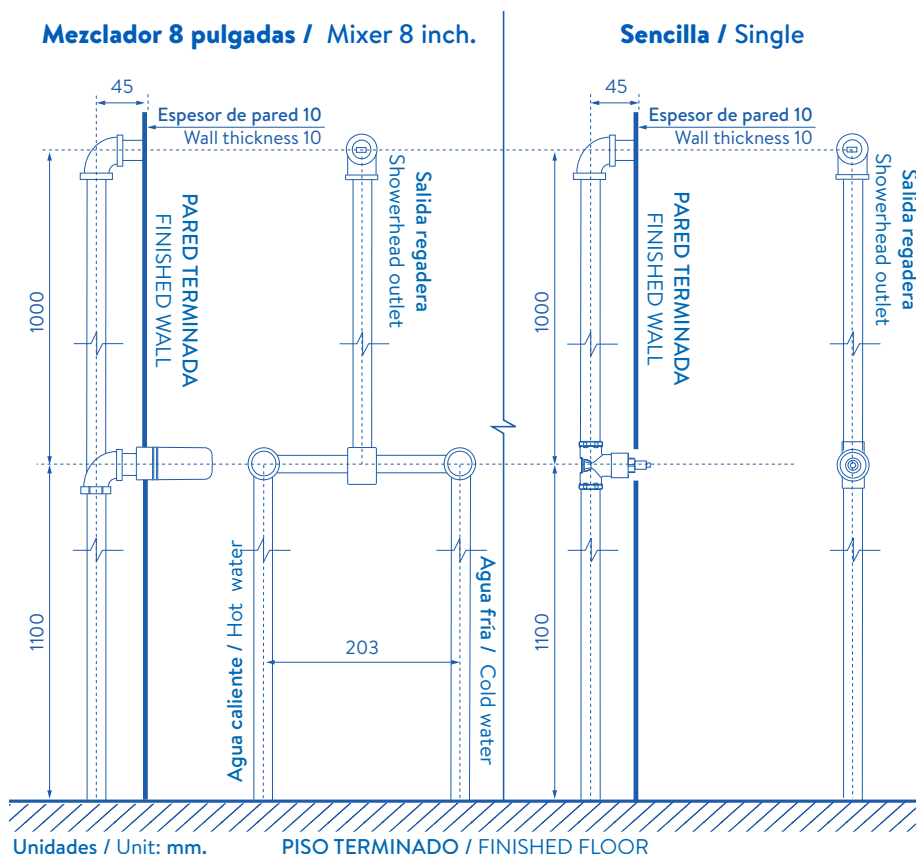 Mezclador 8 pulgadas / Mixer 8 inch.
45
Espesor de pared 10
Wall thickness 10
Salida regadera
Showerhead outlet
PARED TERMINADA
FINISHED WALL
1000
1100
Agua caliente / Hot water
203
Agua fría / Cold water
Sencilla / Single
45
Espesor de pared 10
Wall thickness 10
Salida regadera
Showerhead outlet
PARED TERMINADA
FINISHED WALL
1000
1100
Unidades / Unit: mm.
PISO TERMINADO / FINISHED FLOOR